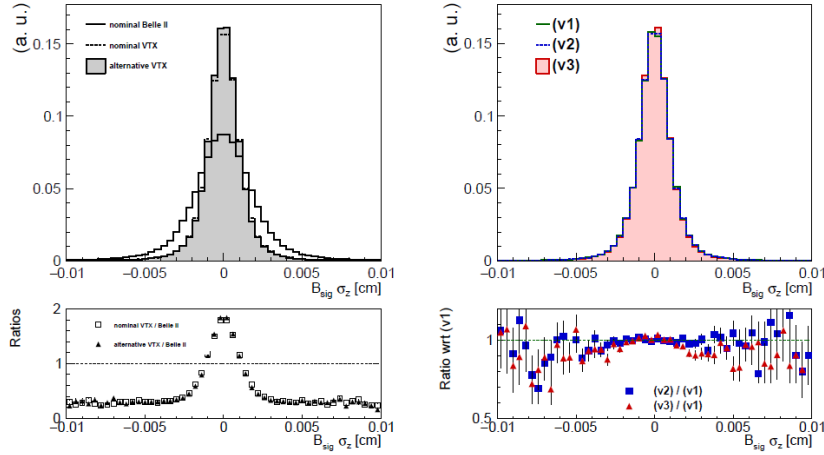 (a. u.)
nominal Belle II
nominal VTX
alternative VTX
0.15
0.1
0.05
0
−0.01 −0.005 0 0.005 0.01
B_sig σ_z [cm]
Ratios
2
1
0
nominal VTX / Belle II
alternative VTX / Belle II
−0.01 −0.005 0 0.005 0.01
B_sig σ_z [cm]
(a. u.)
(v1)
(v2)
(v3)
0.15
0.1
0.05
0
−0.01 −0.005 0 0.005 0.01
B_sig σ_z [cm]
Ratio wrt (v1)
1
0.5
(v2) / (v1)
(v3) / (v1)
−0.01 −0.005 0 0.005 0.01
B_sig σ_z [cm]